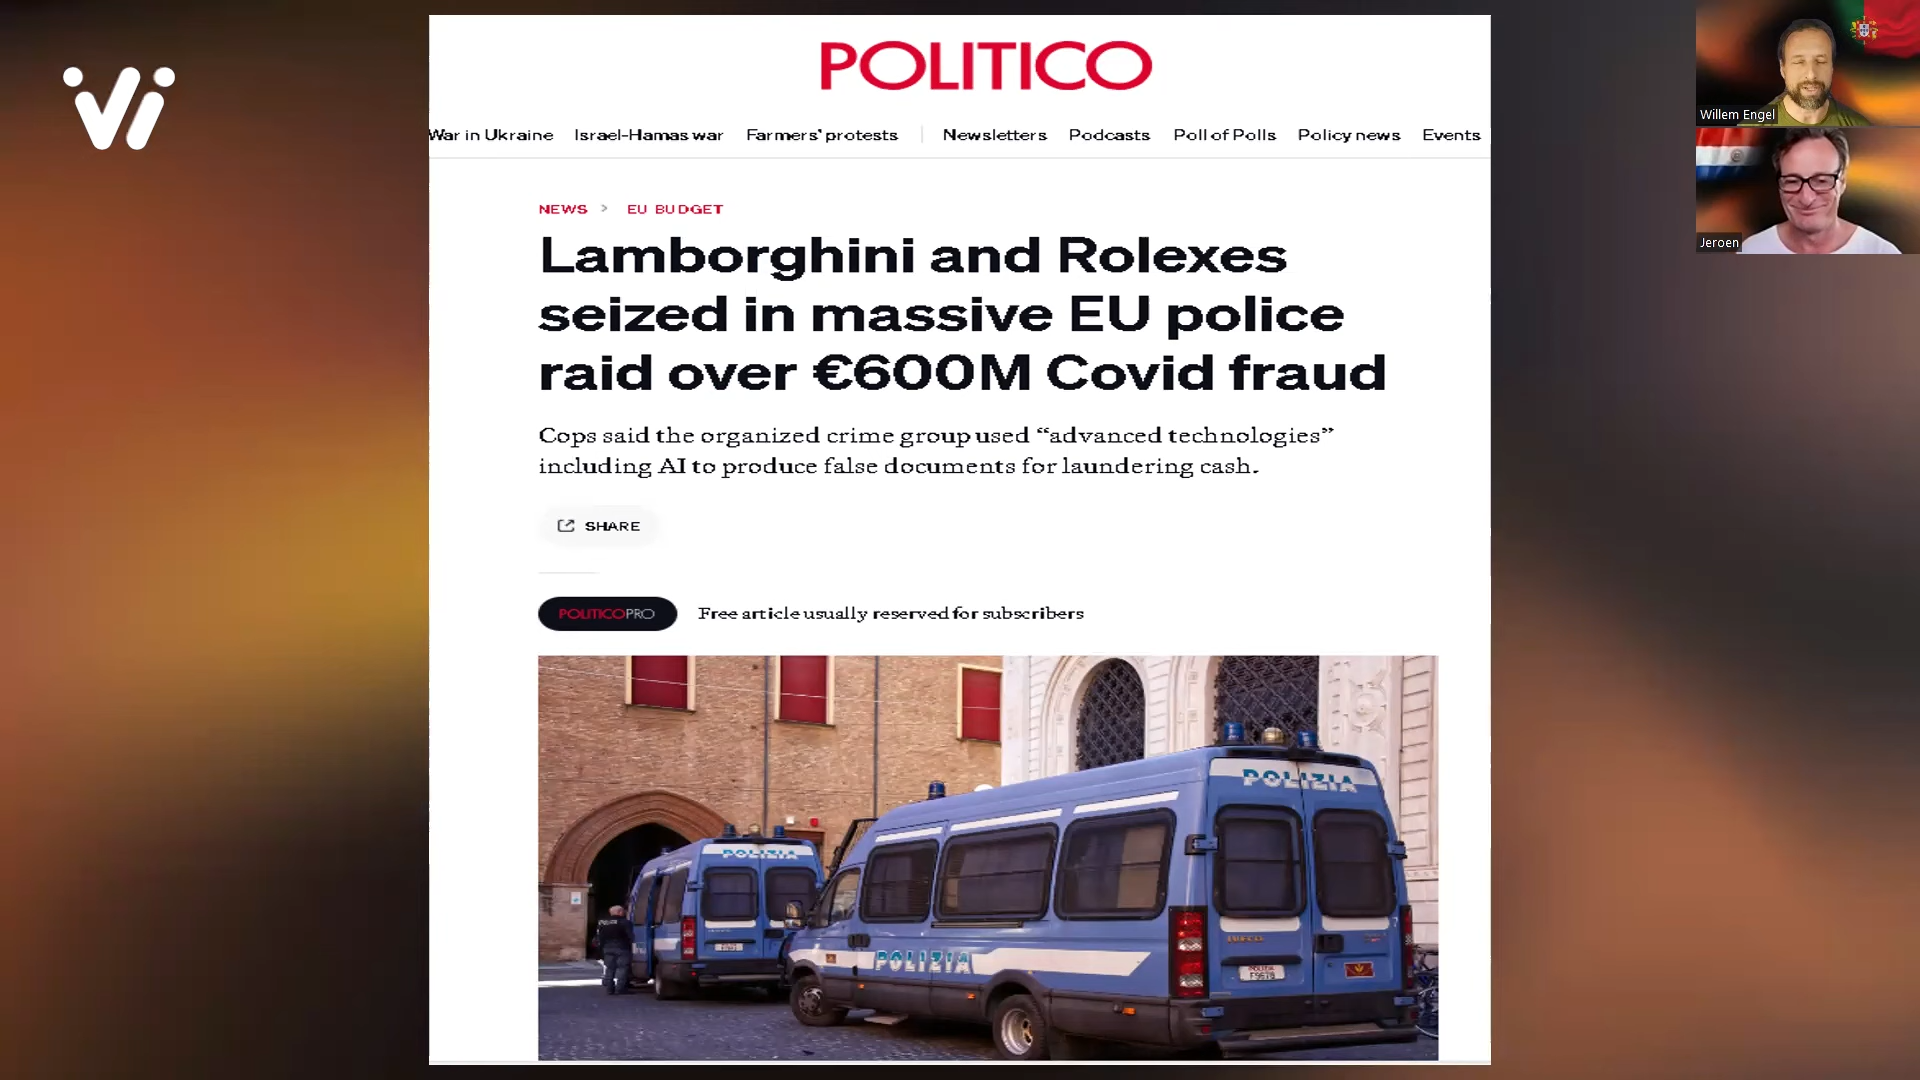 POLITICO
War in Ukraine Israel-Hamas war Farmers' protests Newsletters Podcasts Poll of Polls Policy news Events
NEWS > EU BUDGET
Lamborghini and Rolexes
seized in massive EU police
raid over €600M Covid fraud
Cops said the organized crime group used “advanced technologies”
including AI to produce false documents for laundering cash.
SHARE
POLITICOPRO Free article usually reserved for subscribers
POLIZIA
POLIZIA
POLIZIA
IVECO
Willem Engel
Jeroen